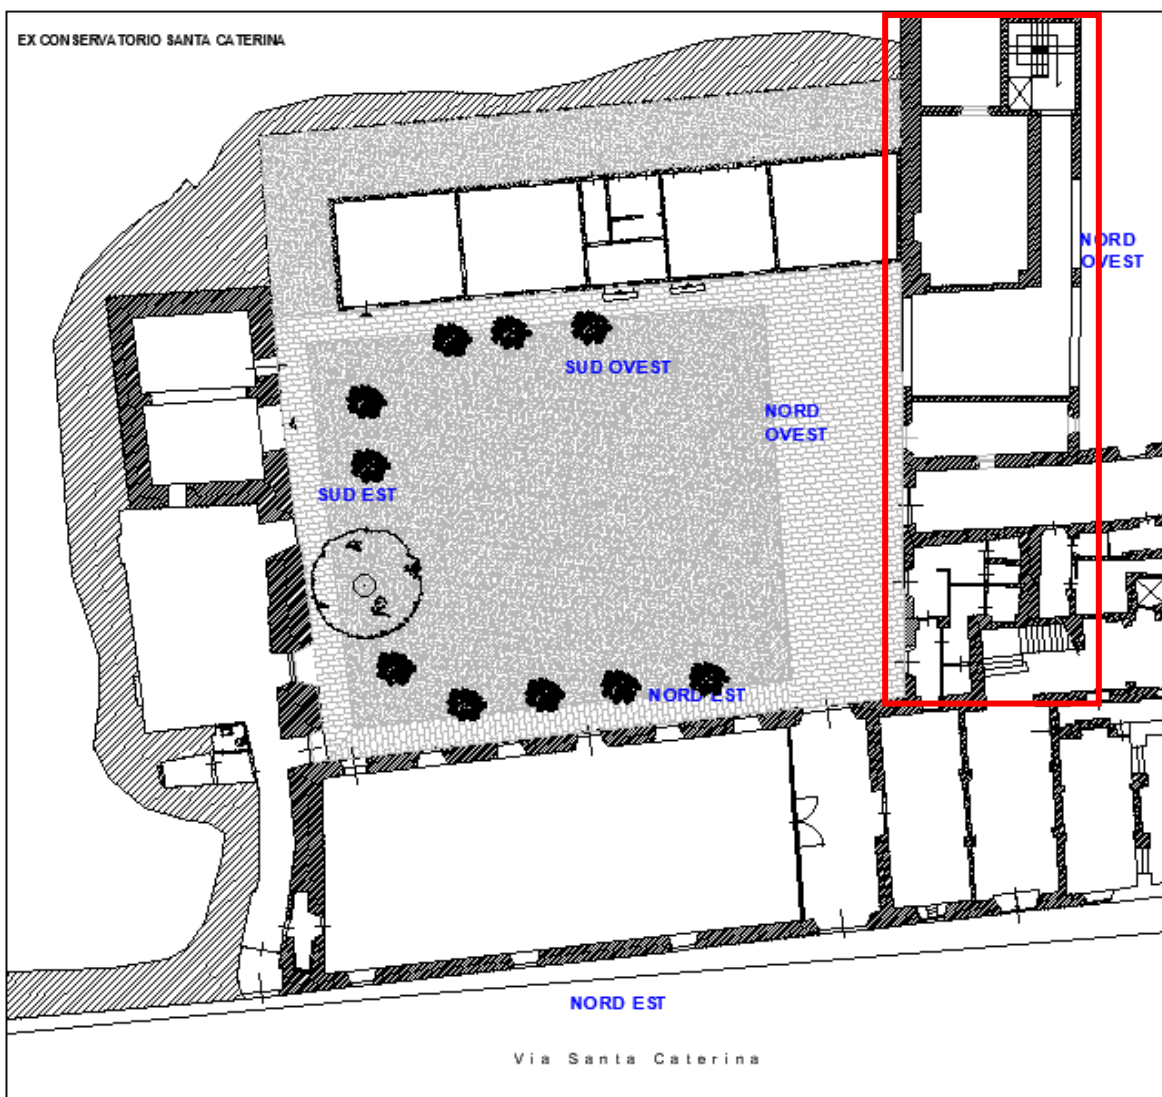 EX CONSERVATORIO SANTA CATERINA
NORD
OVEST
SUD OVEST
NORD
OVEST
SUD EST
NORD EST
NORD EST
Via Santa Caterina